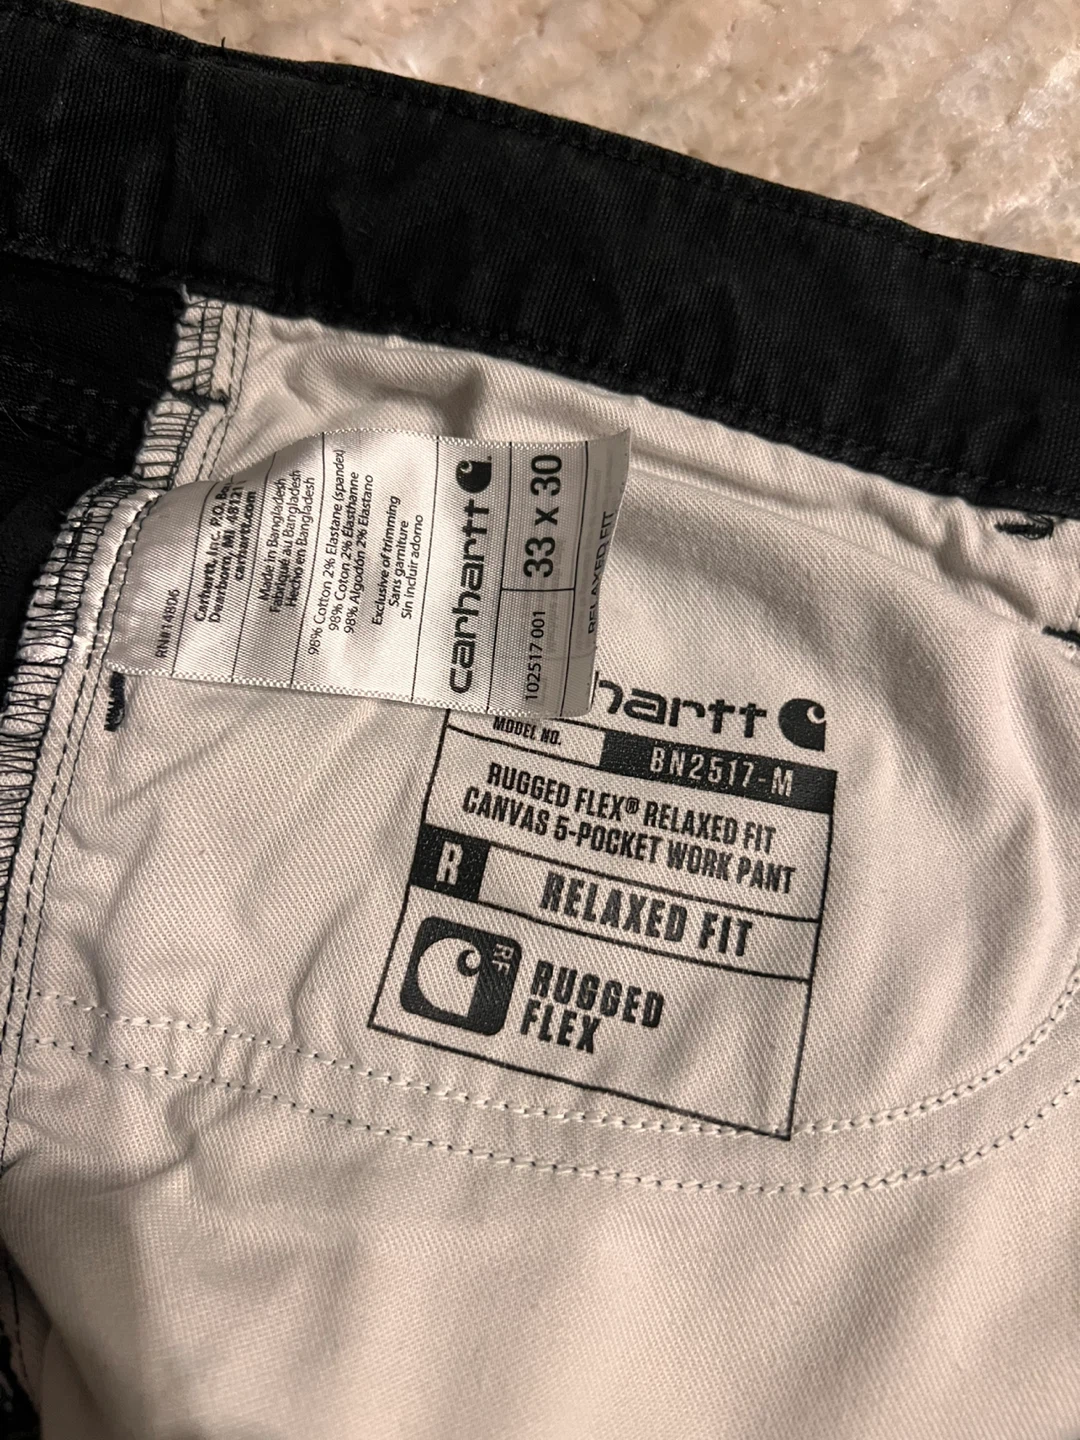 carhartt
33 x 30
102517 001
RELAXED FIT
Exclusive of trimming
Sans garniture
Sin incluir adorno
98% Cotton 2% Elastane (spandex)
98% Coton 2% Élasthanne
98% Algodón 2% Elastano
Made in Bangladesh
Fabriqué au Bangladesh
Hecho en Bangladesh
Carhartt, Inc. P.O. Bo
Dearborn, MI, 48121
carhartt.com
RN#14806
hartt
MODEL NO. BN2517-M
RUGGED FLEX® RELAXED FIT
CANVAS 5-POCKET WORK PANT
R RELAXED FIT
RF
RUGGED
FLEX